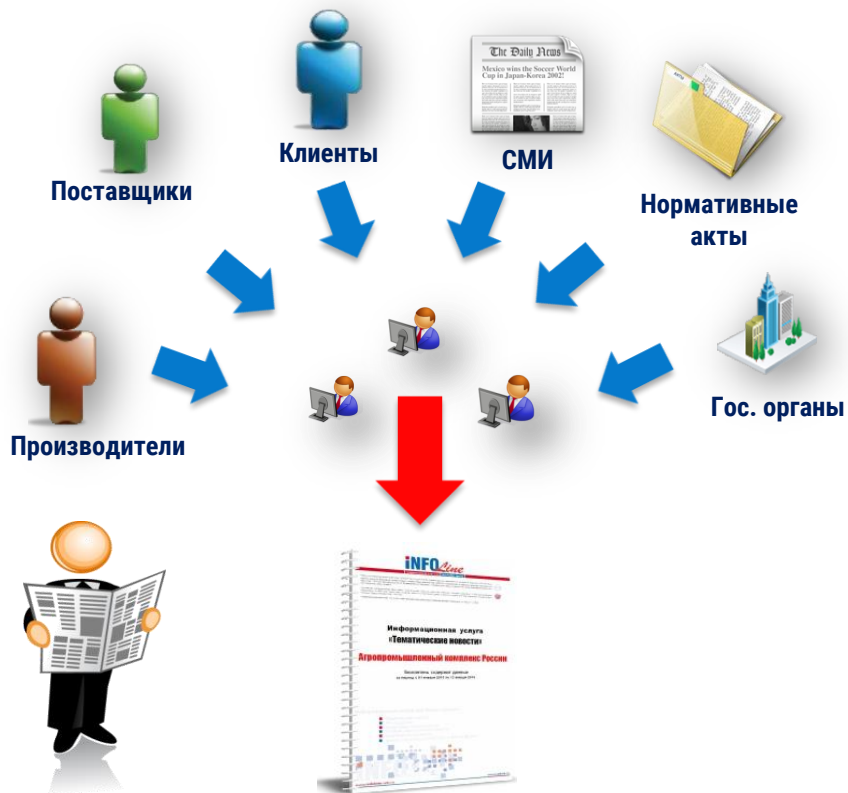 The Daily News
Mexico wins the Soccer World
Cup in Japan-Korea 2002!
Клиенты
СМИ
Поставщики
Нормативные
акты
Гос. органы
Производители
iNFOLine
Информационная услуга
«Тематические новости»
Агропромышленный комплекс России